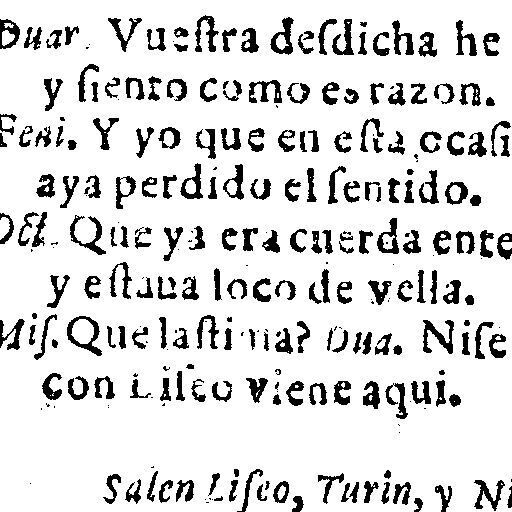 Duar. Vuestra desdicha he
y siento como es razon.
Feni. Y yo que en esta ocasi
aya perdido el sentido.
Oct. Que ya era cuerda ente
y estaua loco de vella.
Mis. Que lastima? Dua. Nise
con Liseo viene aqui.
Salen Liseo, Turin, y Ni